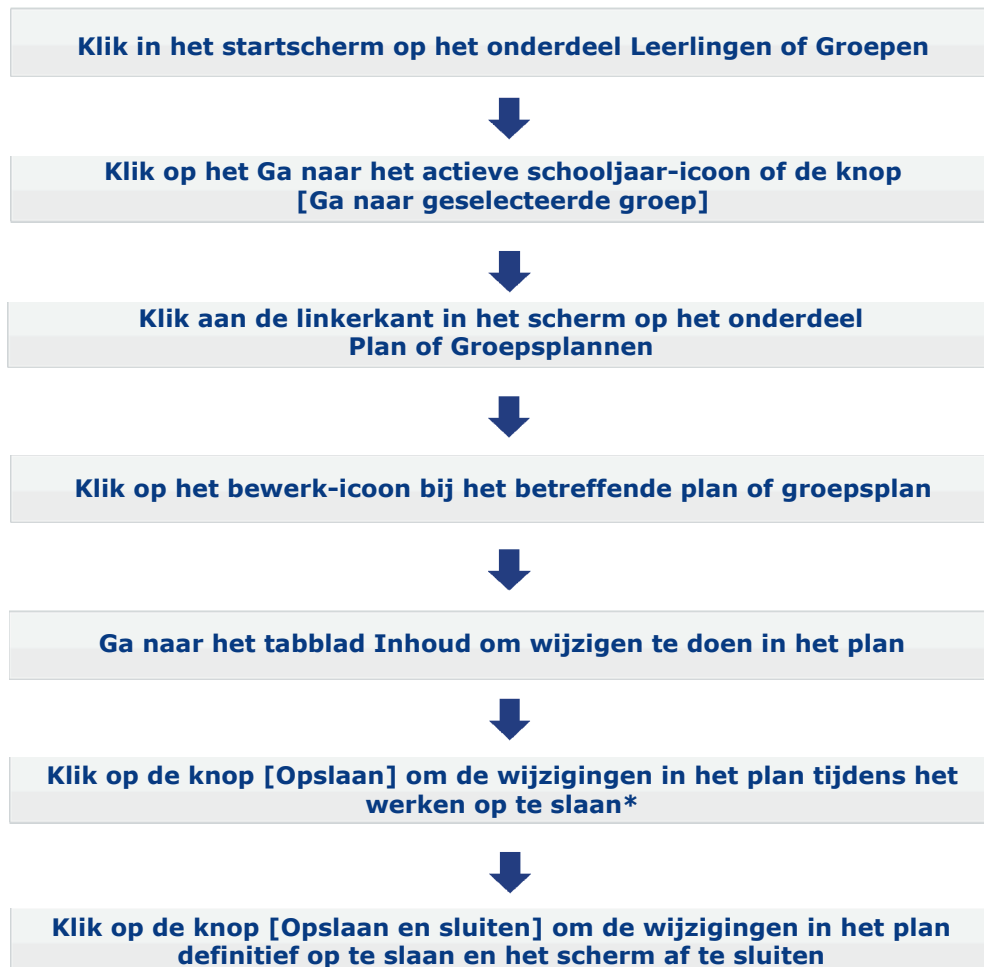 Klik in het startscherm op het onderdeel Leerlingen of Groepen
Klik op het Ga naar het actieve schooljaar-icoon of de knop
[Ga naar geselecteerde groep]
Klik aan de linkerkant in het scherm op het onderdeel
Plan of Groepsplannen
Klik op het bewerk-icoon bij het betreffende plan of groepsplan
Ga naar het tabblad Inhoud om wijzigen te doen in het plan
Klik op de knop [Opslaan] om de wijzigingen in het plan tijdens het
werken op te slaan*
Klik op de knop [Opslaan en sluiten] om de wijzigingen in het plan
definitief op te slaan en het scherm af te sluiten